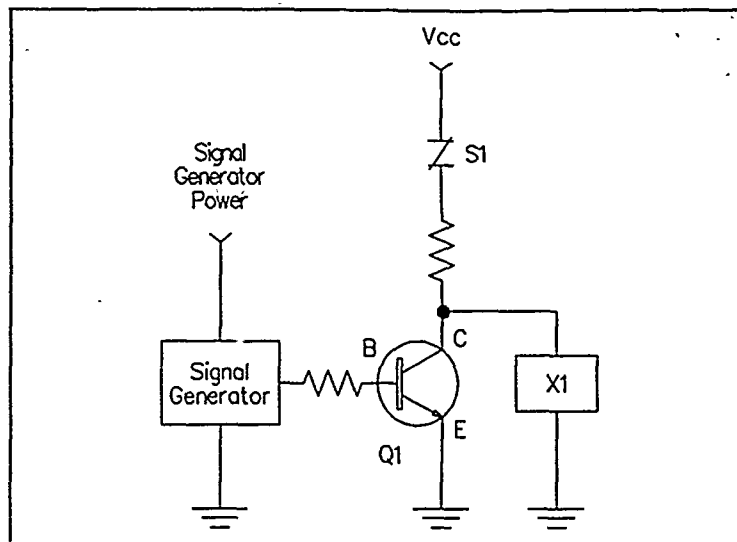 Vcc
S1
Signal
Generator
Power
B
C
Signal
Generator
X1
E
Q1